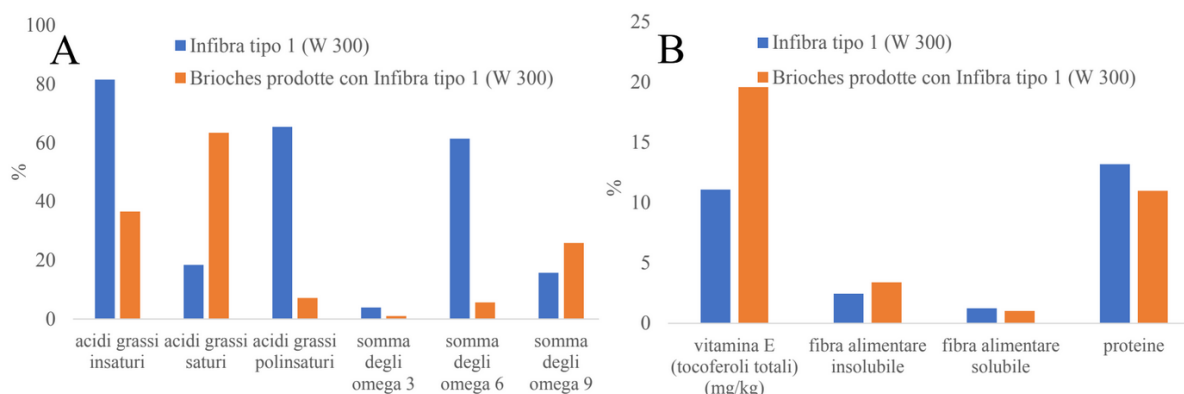 A
100
80
60
40
20
0
%
Infibra tipo 1 (W 300)
Brioches prodotte con Infibra tipo 1 (W 300)
acidi grassi
insaturi
acidi grassi
saturi
acidi grassi
polinsaturi
somma
degli
omega 3
somma
degli
omega 6
somma
degli
omega 9
B
25
20
15
10
5
0
%
Infibra tipo 1 (W 300)
Brioches prodotte con Infibra tipo 1 (W 300)
vitamina E
(tocoferoli totali)
(mg/kg)
fibra alimentare
insolubile
fibra alimentare
solubile
proteine